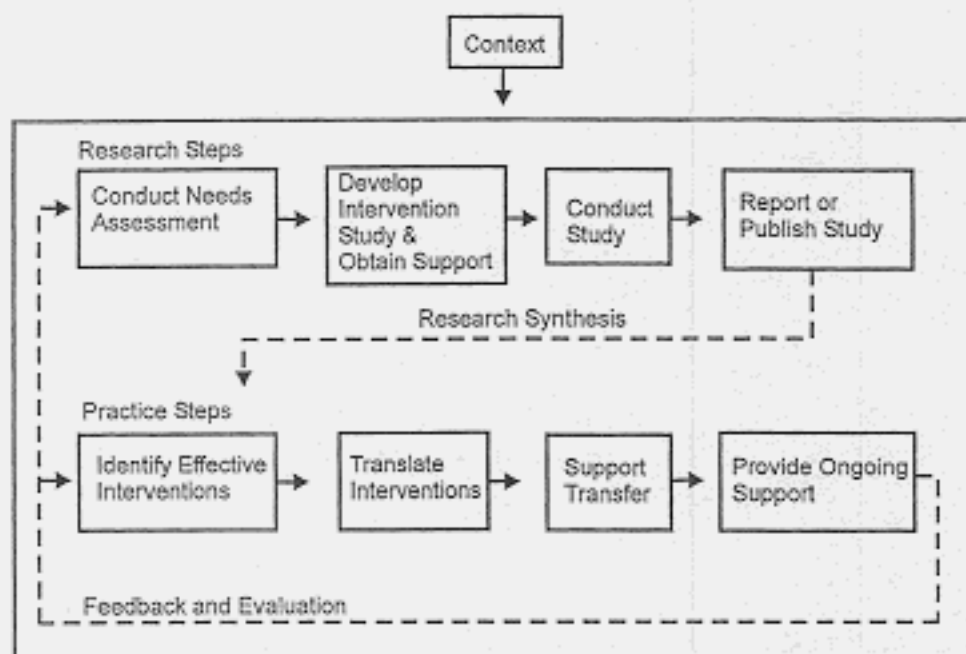 Context
Research Steps
Conduct Needs
Assessment
Develop
Intervention
Study &
Obtain Support
Conduct
Study
Report or
Publish Study
Research Synthesis
Practice Steps
Identify Effective
Interventions
Translate
Interventions
Support
Transfer
Provide Ongoing
Support
Feedback and Evaluation